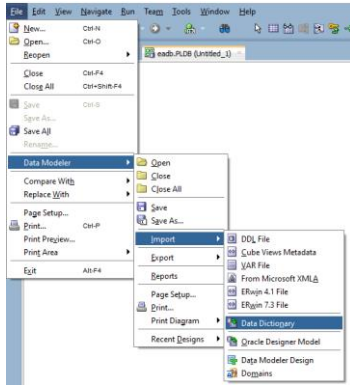 File Edit View Navigate Run Team Tools Window Help
eadb.PLDB (Untitled_1)
New... Ctrl-N
Open... Ctrl-O
Reopen
Close Ctrl-F4
Close All Ctrl+Shift-F4
Save Ctrl-S
Save As...
Save All
Rename...
Data Modeler
Compare With
Replace With
Page Setup...
Print... Ctrl-P
Print Preview...
Print Area
Exit Alt-F4
Open
Close
Close All
Save
Save As...
Import
Export
Reports
Page Setup...
Print...
Print Diagram
Recent Designs
DDL File
Cube Views Metadata
VAR File
From Microsoft XMLA
ERwin 4.1 File
ERwin 7.3 File
Data Dictionary
Oracle Designer Model
Data Modeler Design
Domains